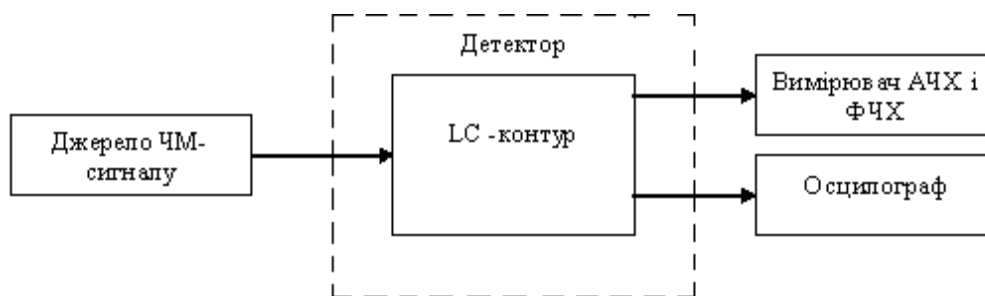 Детектор
Джерело ЧМ-
сигналу
LC -контур
Вимірювач АЧХ і
ФЧХ
Осцилограф